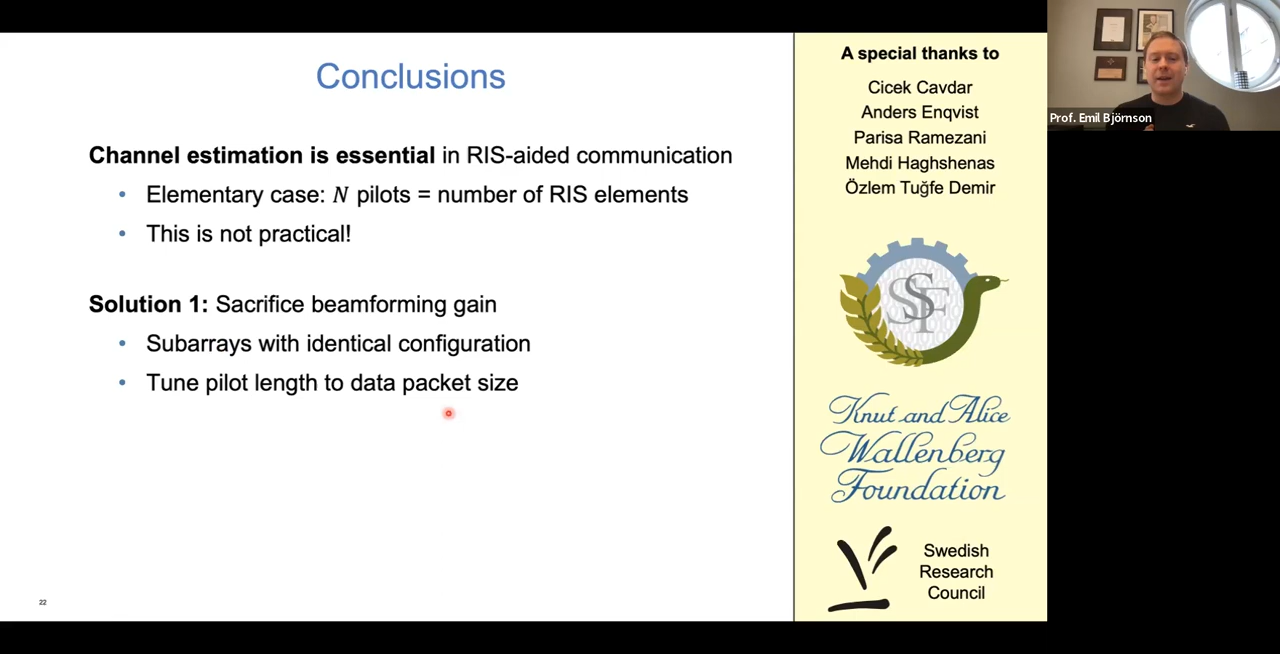 Conclusions
Channel estimation is essential in RIS-aided communication
• Elementary case: N pilots = number of RIS elements
• This is not practical!
Solution 1: Sacrifice beamforming gain
• Subarrays with identical configuration
• Tune pilot length to data packet size
22
A special thanks to
Cicek Cavdar
Anders Enqvist
Parisa Ramezani
Mehdi Haghshenas
Özlem Tuğfe Demir
SSF
Knut and Alice
Wallenberg
Foundation
Swedish
Research
Council
Prof. Emil Björnson